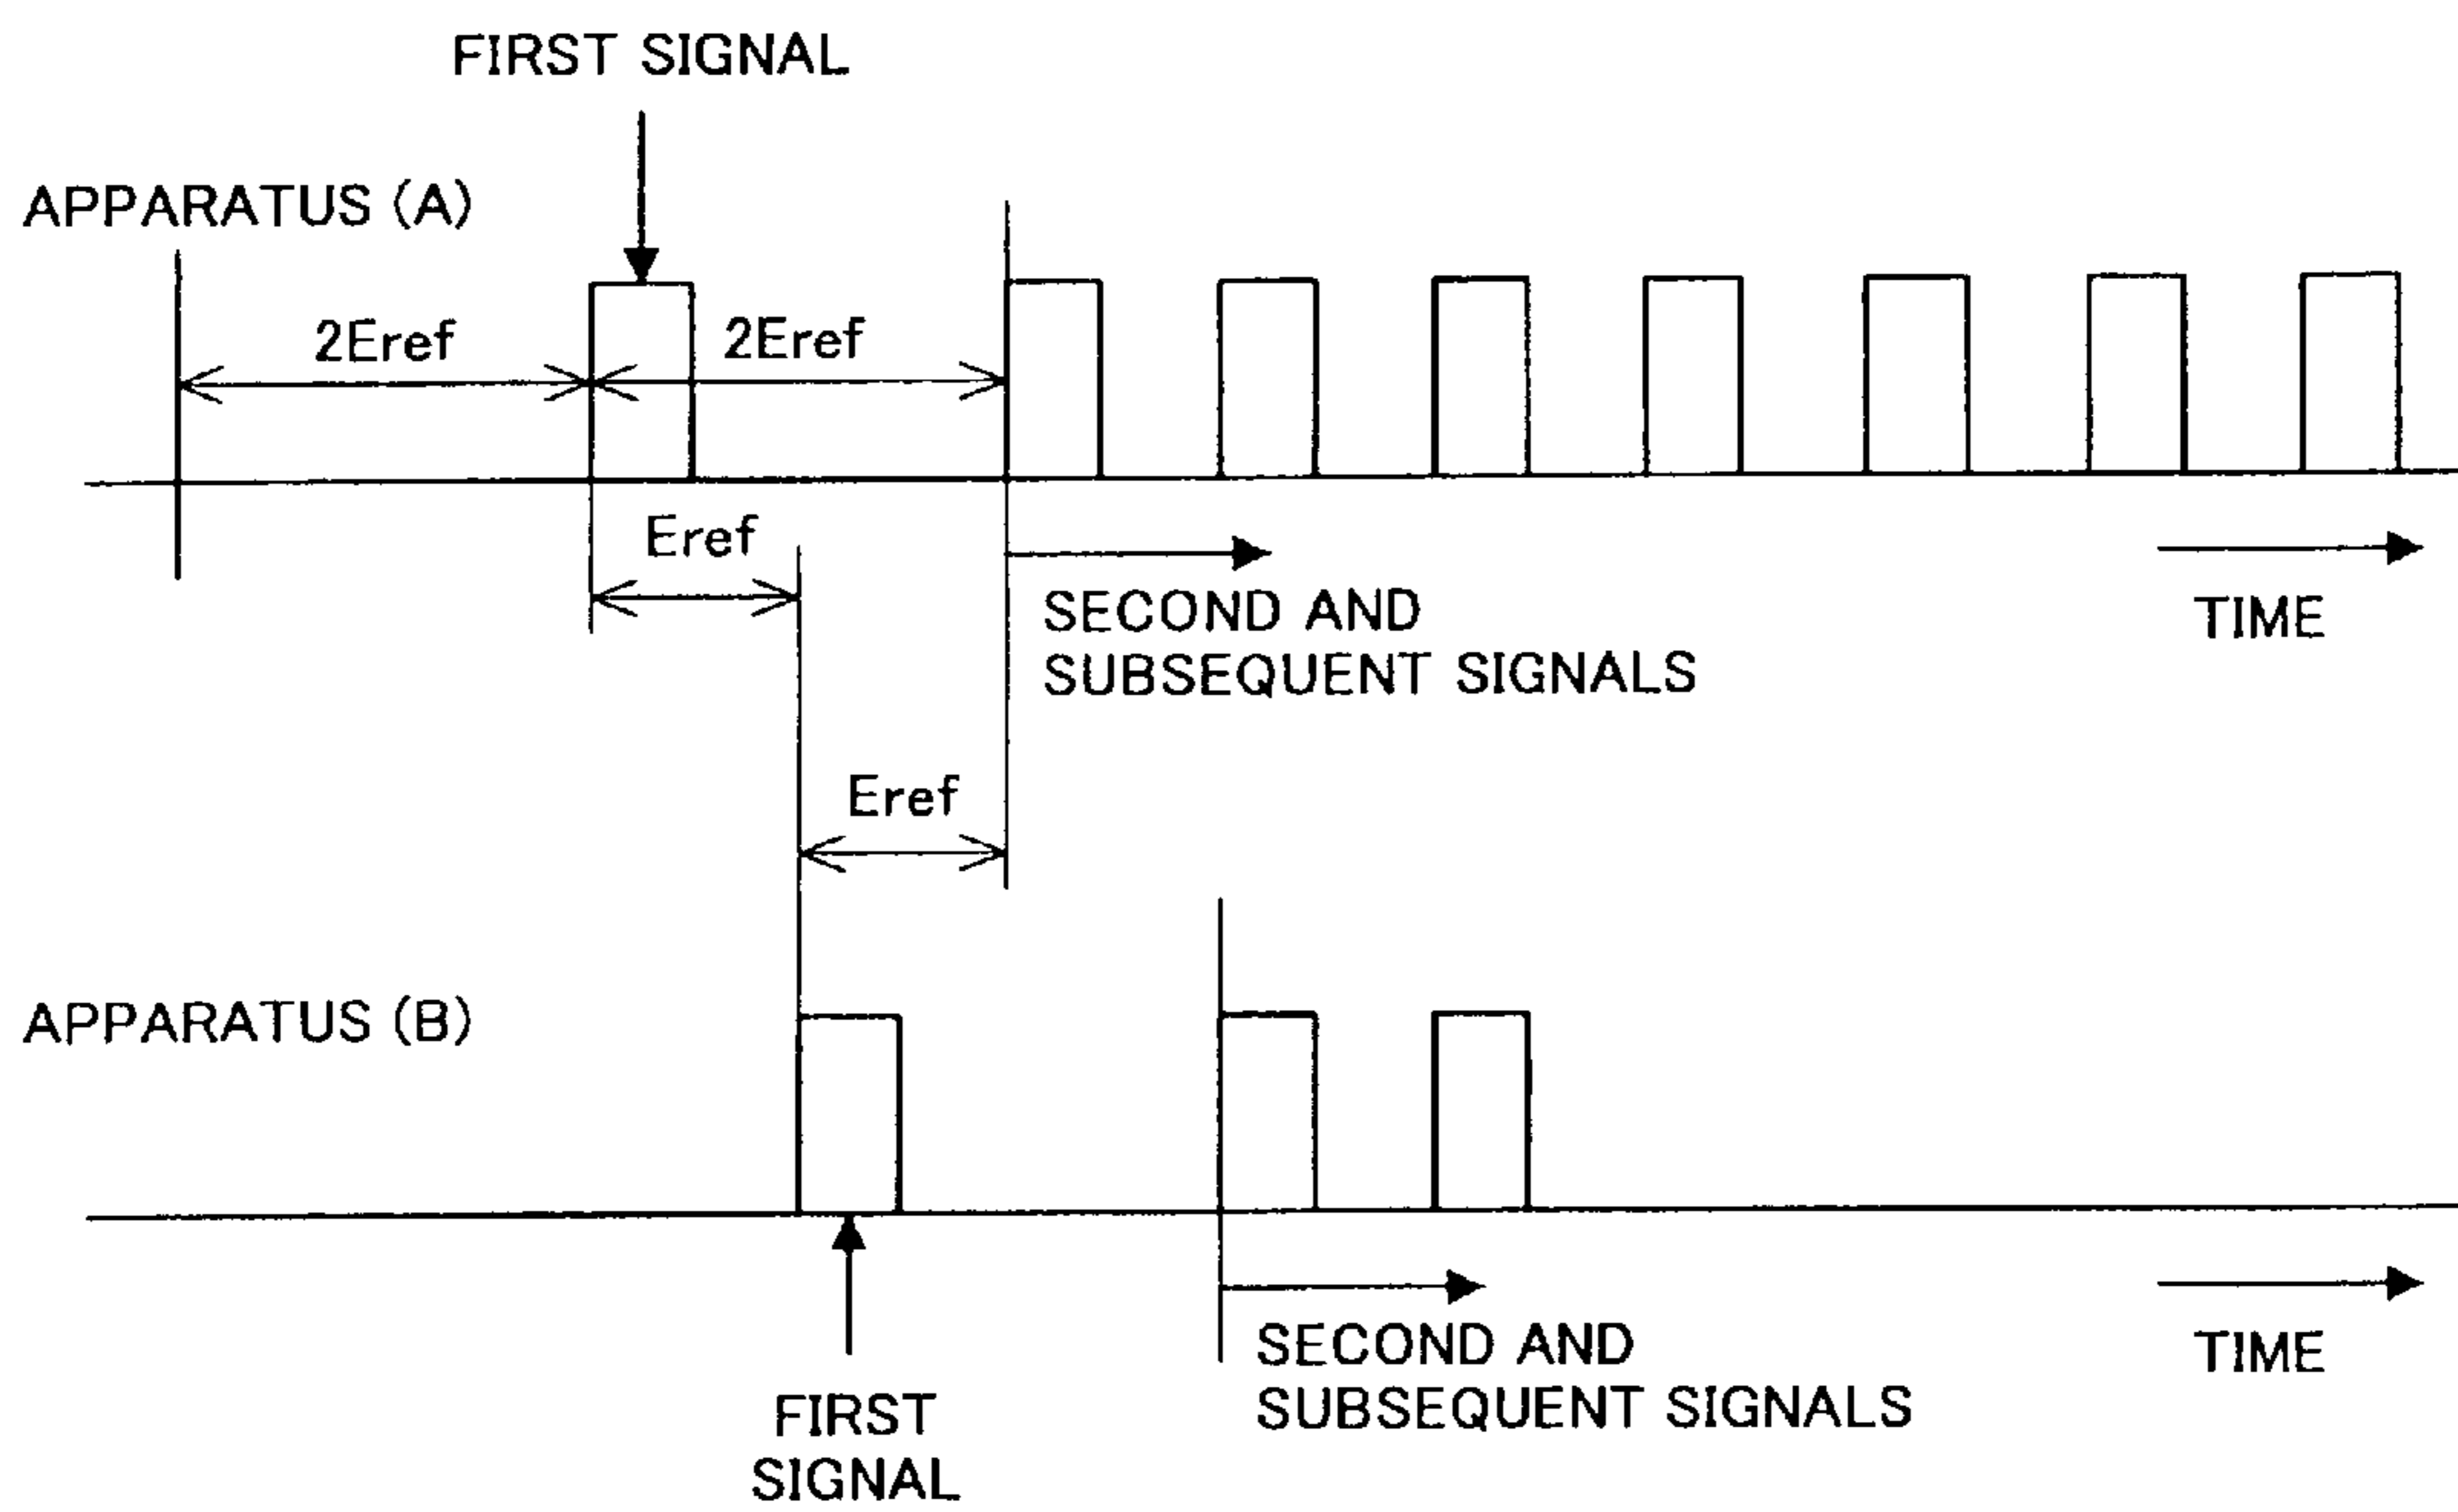 FIRST SIGNAL
APPARATUS (A)
2Eref
2Eref
Eref
SECOND AND
SUBSEQUENT SIGNALS
TIME
Eref
APPARATUS (B)
SECOND AND
SUBSEQUENT SIGNALS
TIME
FIRST
SIGNAL